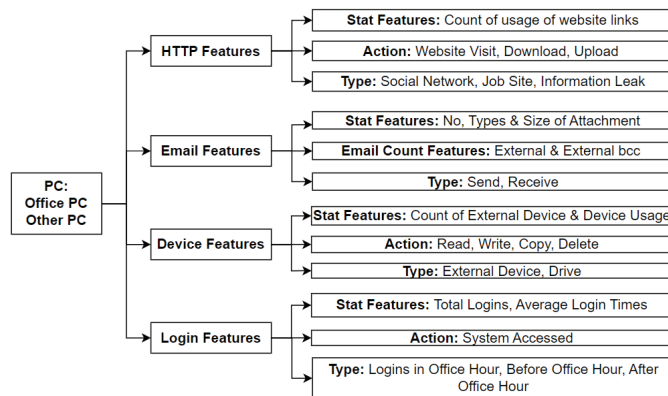 Stat Features: Count of usage of website links
HTTP Features
Action: Website Visit, Download, Upload
Type: Social Network, Job Site, Information Leak
Stat Features: No, Types & Size of Attachment
Email Features
Email Count Features: External & External bcc
Type: Send, Receive
PC:
Office PC
Other PC
Stat Features: Count of External Device & Device Usage
Device Features
Action: Read, Write, Copy, Delete
Type: External Device, Drive
Stat Features: Total Logins, Average Login Times
Login Features
Action: System Accessed
Type: Logins in Office Hour, Before Office Hour, After
Office Hour